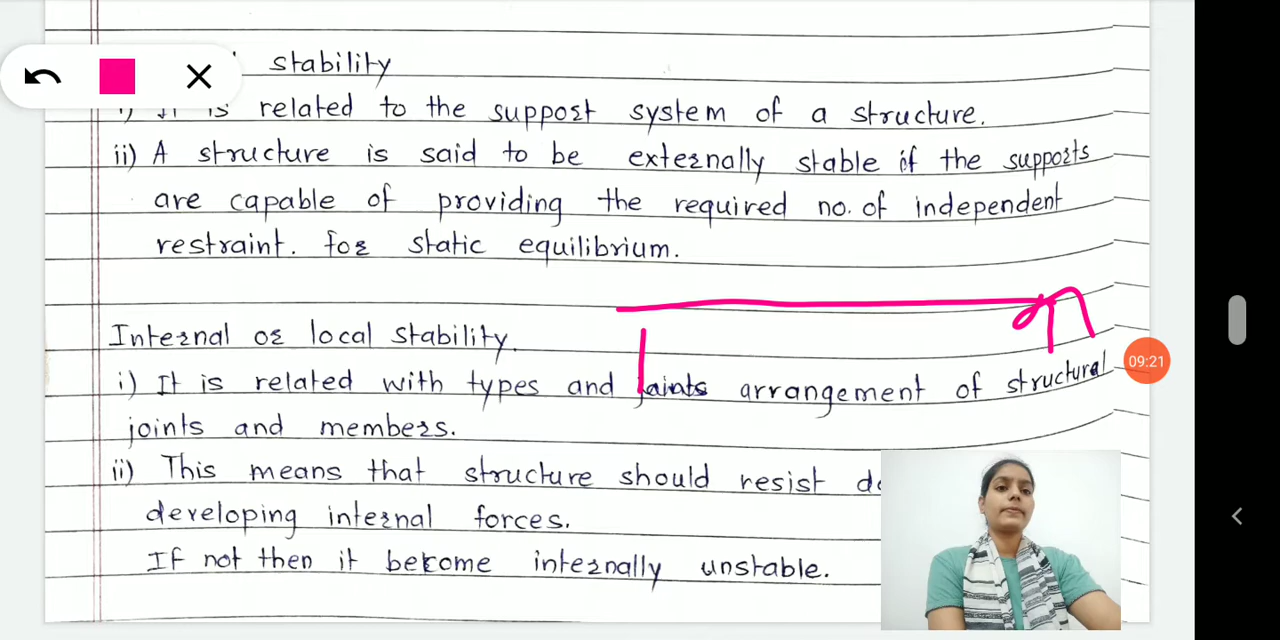 stability
i) It is related to the support system of a structure.
ii) A structure is said to be externally stable if the supports
are capable of providing the required no. of independent
restraint. for static equilibrium.
Internal or local stability.
i) It is related with types and joints arrangement of structural
joints and members.
ii) This means that structure should resist
developing internal forces.
If not then it become internally unstable.
09:21